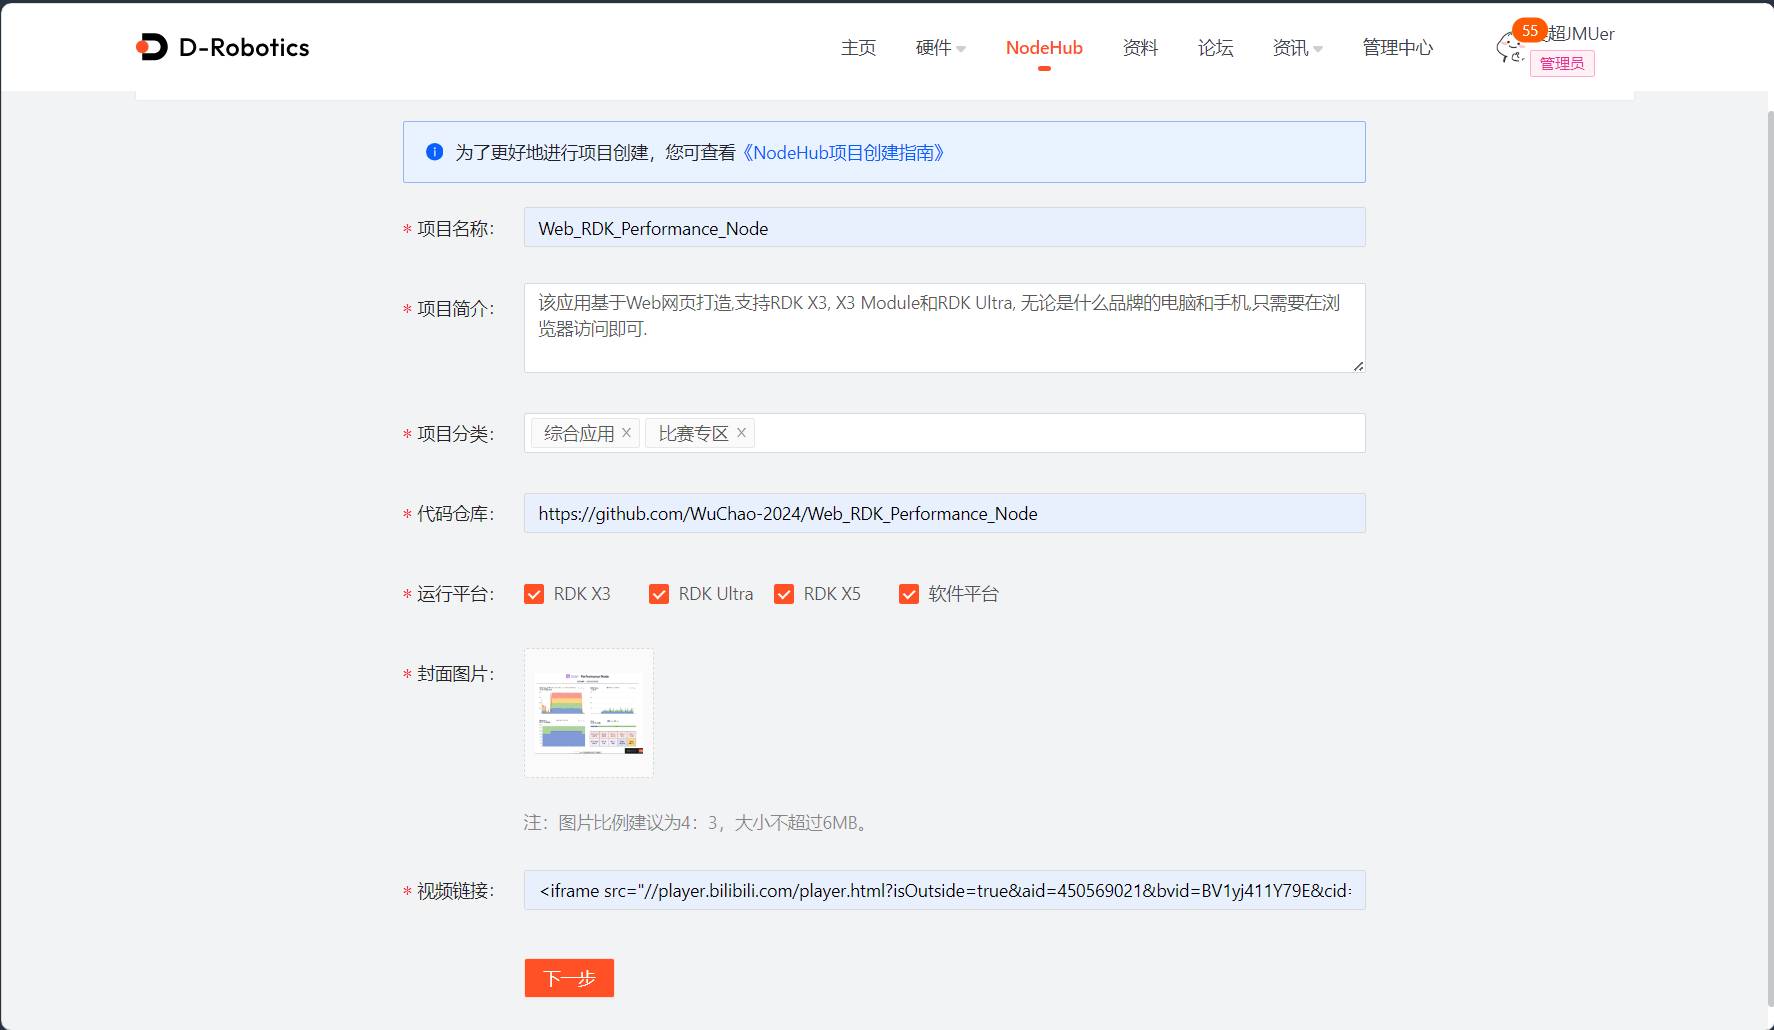 D-Robotics
主页
硬件
NodeHub
资料
论坛
资讯
管理中心
55
超JMUer
管理员
为了更好地进行项目创建，您可查看《NodeHub项目创建指南》
* 项目名称：
Web_RDK_Performance_Node
* 项目简介：
该应用基于Web网页打造,支持RDK X3, X3 Module和RDK Ultra, 无论是什么品牌的电脑和手机,只需要在浏
览器访问即可.
* 项目分类：
综合应用 ×
比赛专区 ×
* 代码仓库：
https://github.com/WuChao-2024/Web_RDK_Performance_Node
* 运行平台：
RDK X3
RDK Ultra
RDK X5
软件平台
* 封面图片：
Performance Node
注：图片比例建议为4：3，大小不超过6MB。
* 视频链接：
<iframe src="//player.bilibili.com/player.html?isOutside=true&aid=450569021&bvid=BV1yj411Y79E&cid=
下一步